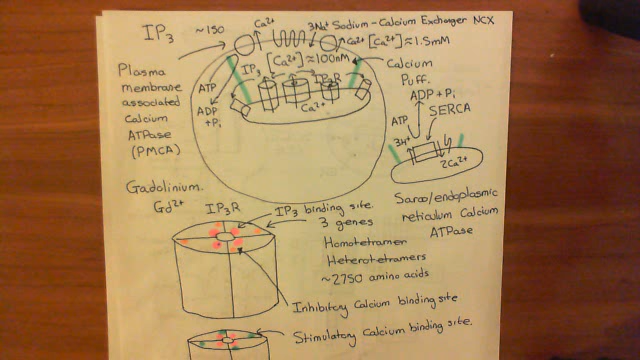 IP3
~150
Ca2+
3Na+
Sodium-Calcium Exchanger NCX
Ca2+
[Ca2+]≈1.5mM
Plasma
membrane
associated
Calcium
ATPase
(PMCA)
ATP
ADP
+Pi
IP3
[Ca2+]≈100nM
IP3R
Ca2+
Calcium
Puff.
ADP+Pi
SERCA
ATP
3H+
2Ca2+
Sarco/endoplasmic
reticulum Calcium
ATPase
Gadolinium.
Gd2+
IP3R
IP3 binding site.
3 genes
Homotetramer
Heterotetramers
~2750 amino acids
Inhibitory Calcium binding site
Stimulatory Calcium binding site.